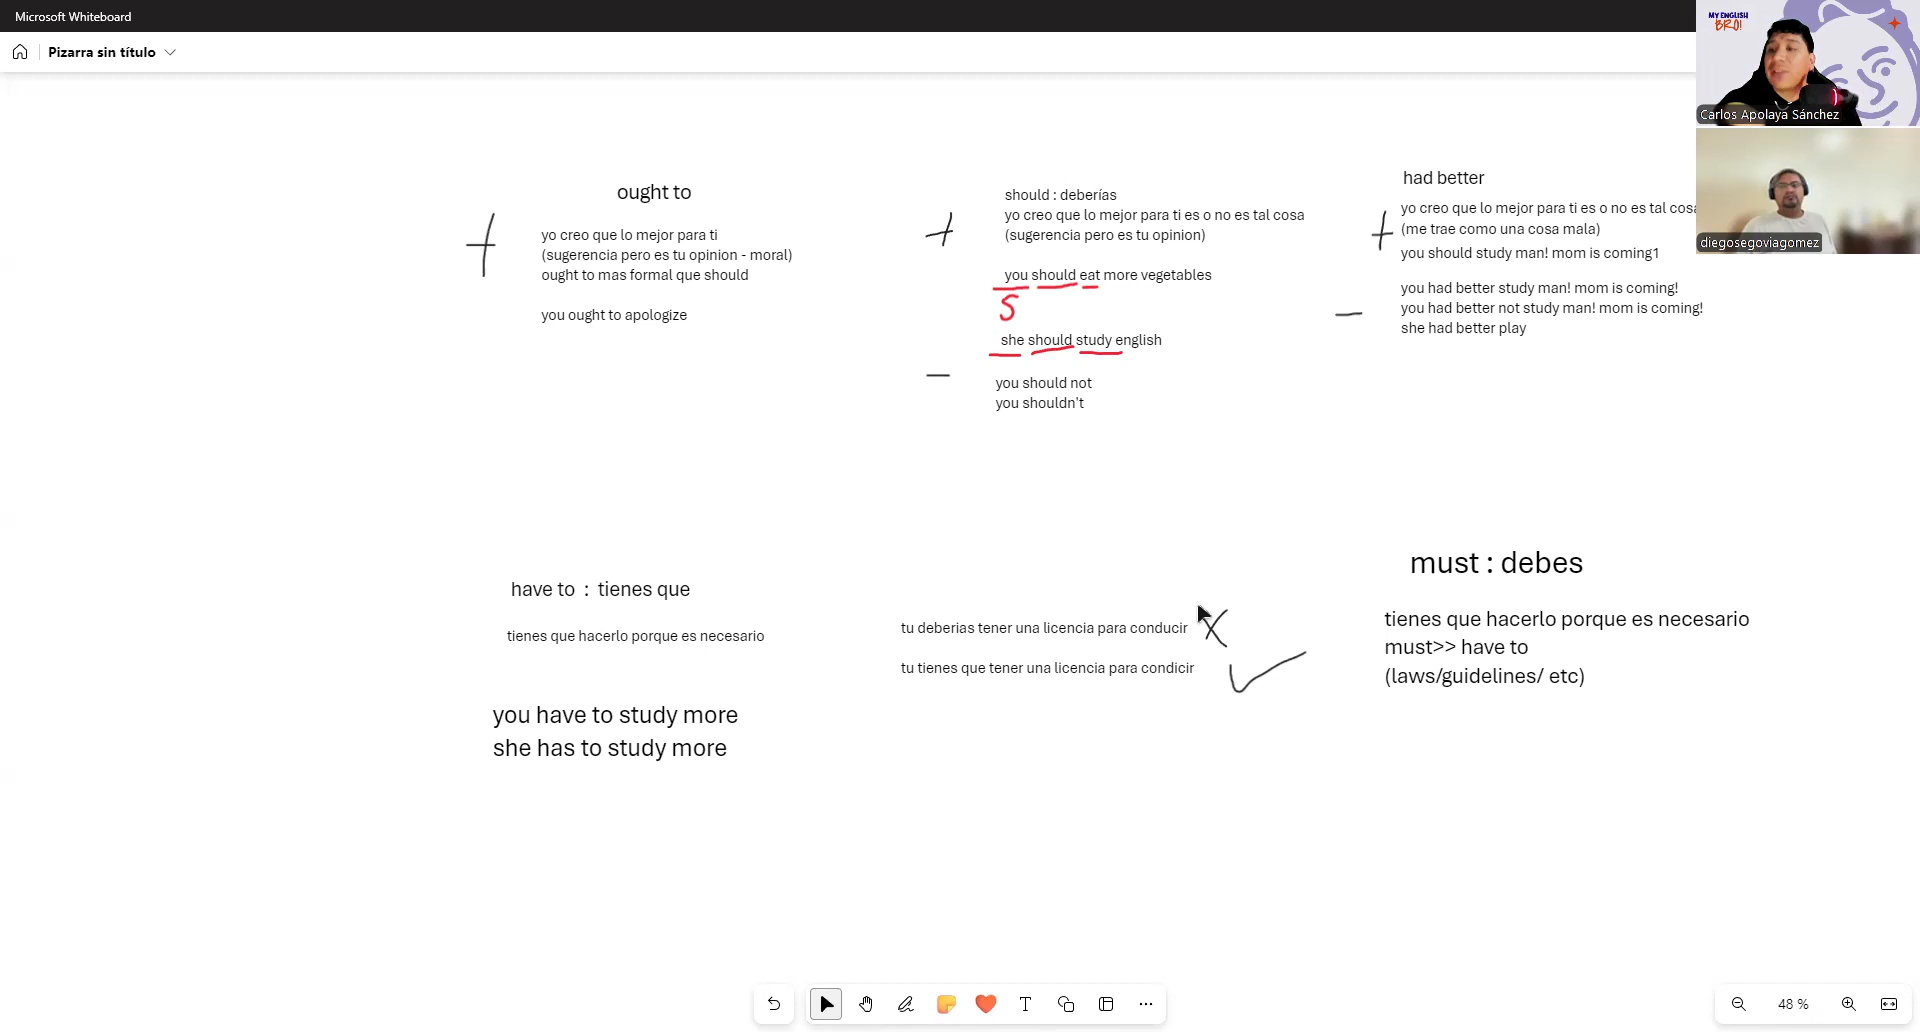 Microsoft Whiteboard
Pizarra sin título
MY ENGLISH
BRO!
Carlos Apolaya Sánchez
diegosegoviagomez
ought to
yo creo que lo mejor para ti
(sugerencia pero es tu opinion - moral)
ought to mas formal que should
you ought to apologize
should : deberías
yo creo que lo mejor para ti es o no es tal cosa
(sugerencia pero es tu opinion)
you should eat more vegetables
S
she should study english
you should not
you shouldn't
had better
yo creo que lo mejor para ti es o no es tal cosa
(me trae como una cosa mala)
you should study man! mom is coming1
you had better study man! mom is coming!
you had better not study man! mom is coming!
she had better play
have to : tienes que
tienes que hacerlo porque es necesario
you have to study more
she has to study more
tu deberias tener una licencia para conducir
tu tienes que tener una licencia para condicir
must : debes
tienes que hacerlo porque es necesario
must>> have to
(laws/guidelines/ etc)
48 %